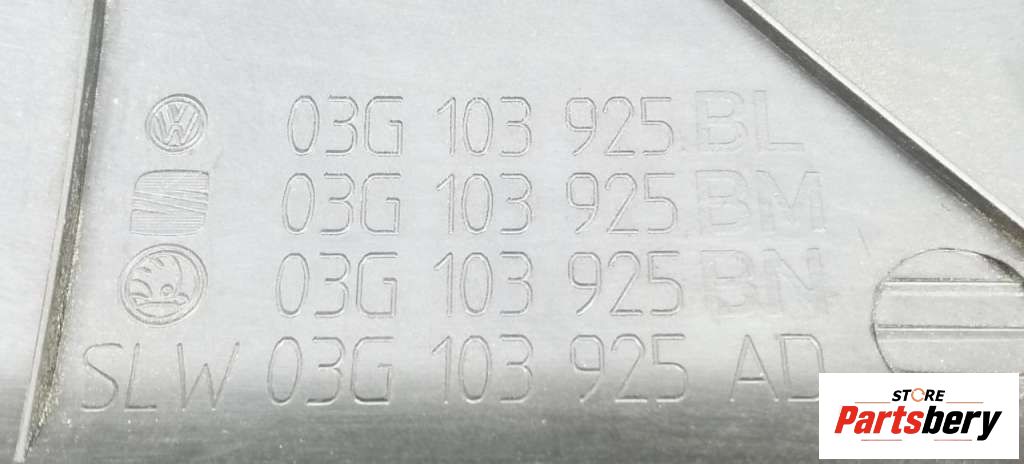 03G 103 925 BL
03G 103 925 BM
03G 103 925 BN
SLW 03G 103 925 AD
STORE
Partsbery